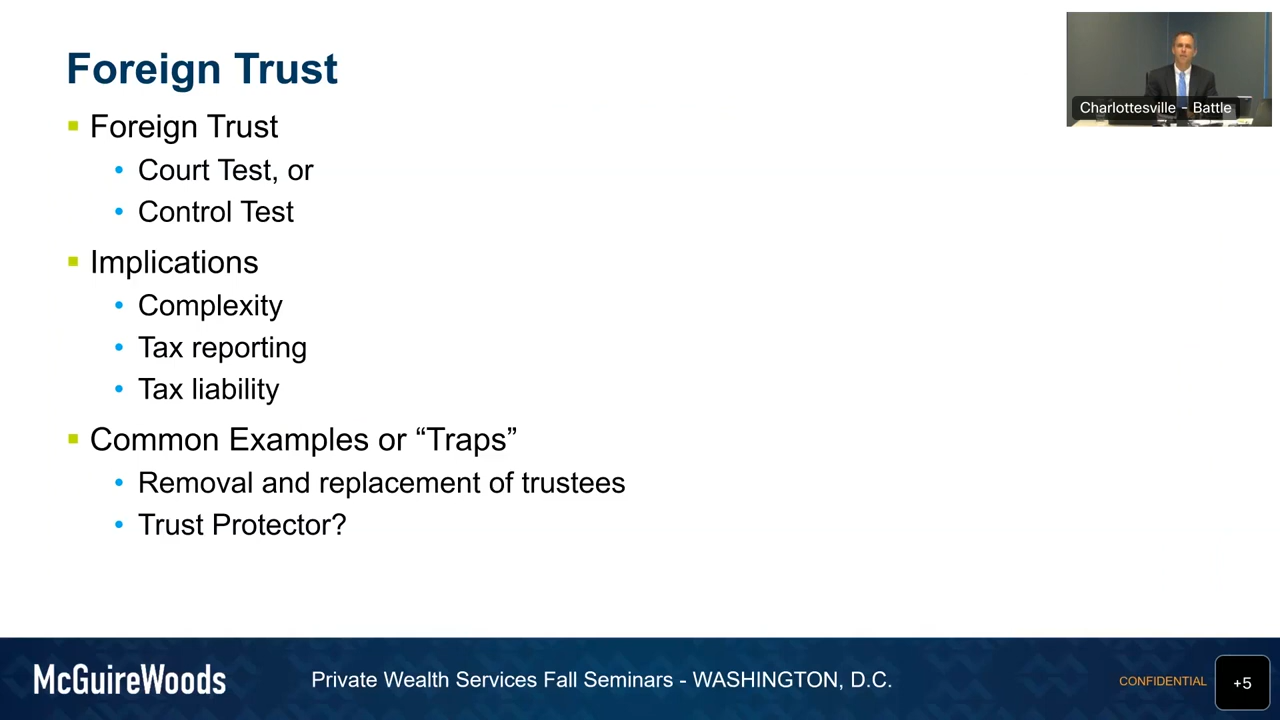 Foreign Trust
Charlottesville - Battle
Foreign Trust
Court Test, or
Control Test
Implications
Complexity
Tax reporting
Tax liability
Common Examples or “Traps”
Removal and replacement of trustees
Trust Protector?
McGuireWoods
Private Wealth Services Fall Seminars - WASHINGTON, D.C.
CONFIDENTIAL
+5